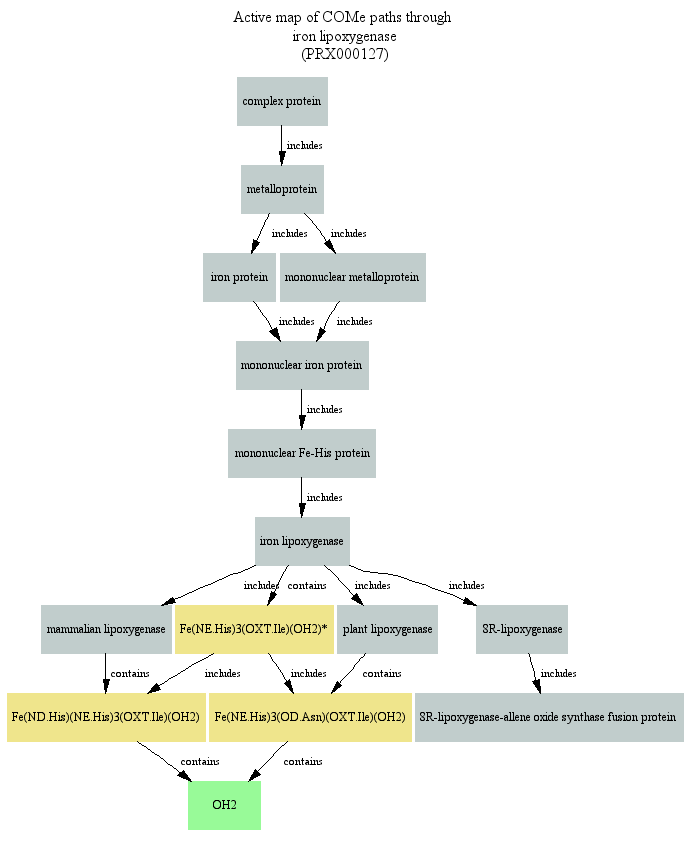 Active map of COMe paths through
iron lipoxygenase
(PRX000127)
complex protein
includes
metalloprotein
includes includes
iron protein mononuclear metalloprotein
includes includes
mononuclear iron protein
includes
mononuclear Fe-His protein
includes
iron lipoxygenase
includes contains includes includes
mammalian lipoxygenase Fe(NE.His)3(OXT.Ile)(OH2)* plant lipoxygenase 8R-lipoxygenase
contains includes includes contains includes
Fe(ND.His)(NE.His)3(OXT.Ile)(OH2) Fe(NE.His)3(OD.Asn)(OXT.Ile)(OH2) 8R-lipoxygenase-allene oxide synthase fusion protein
contains contains
OH2